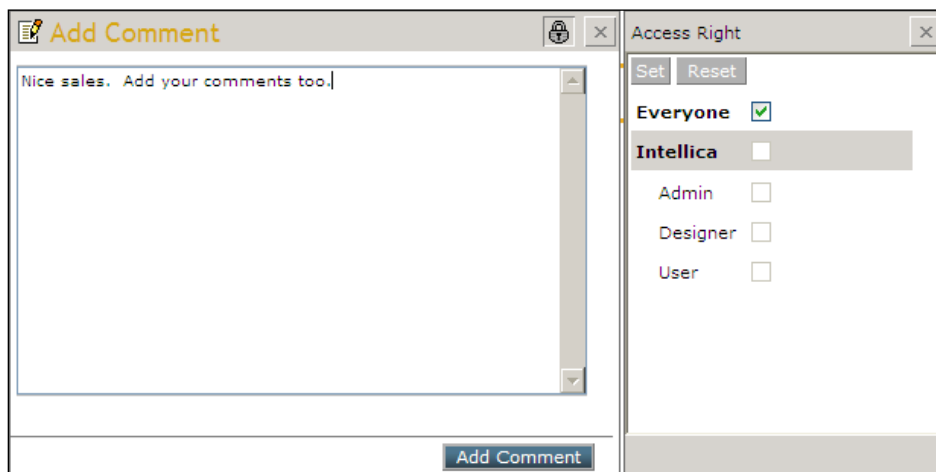 Add Comment
Nice sales.  Add your comments too.
Add Comment
Access Right
Set Reset
Everyone
Intellica
Admin
Designer
User